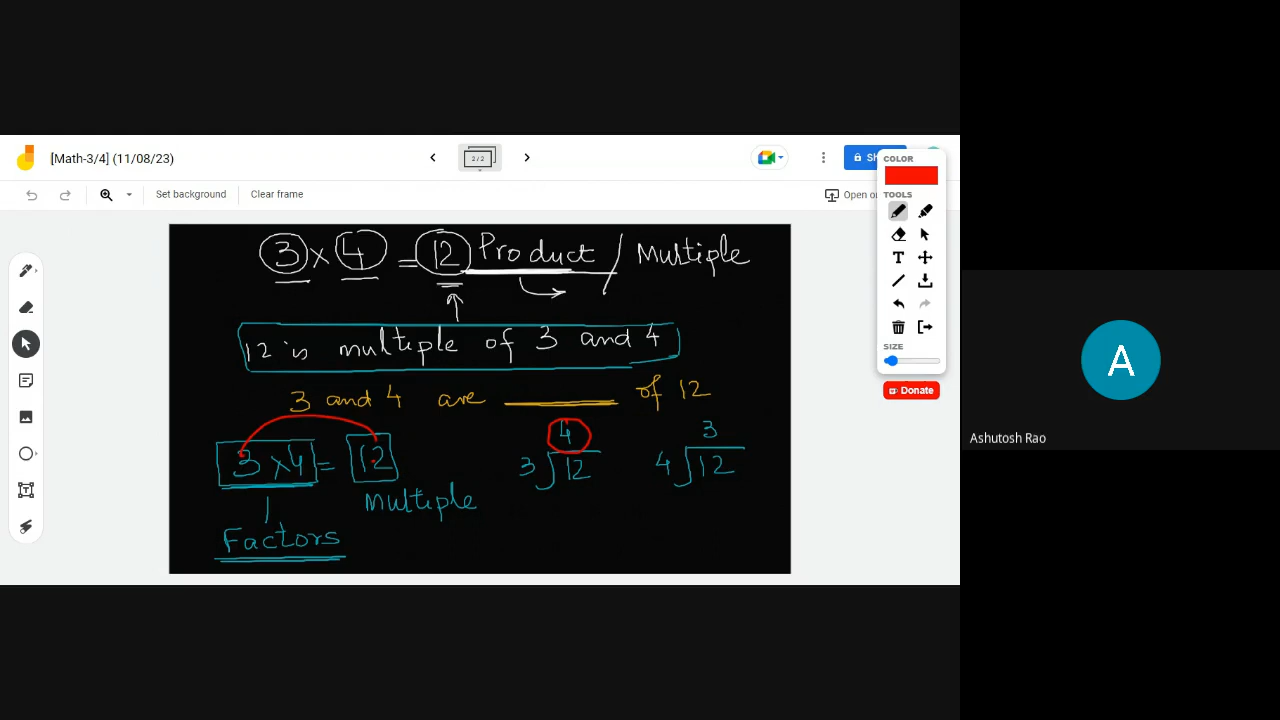 [Math-3/4] (11/08/23)
2/2
Set background
Clear frame
COLOR
TOOLS
SIZE
Donate
3 × 4 = 12 Product / Multiple
12 is multiple of 3 and 4
3 and 4 are ______ of 12
3 × 4 = 12
Multiple
Factors
4
3 12
3
4 12
A
Ashutosh Rao